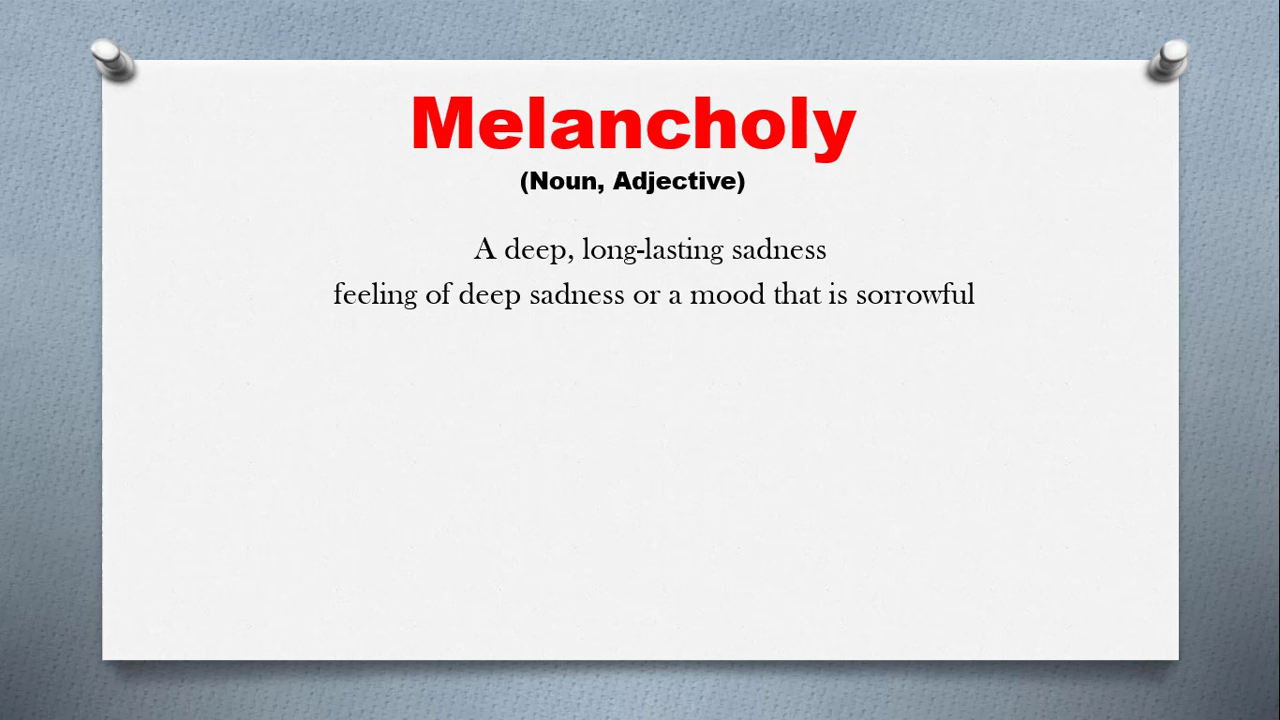 Melancholy
(Noun, Adjective)
A deep, long-lasting sadness
feeling of deep sadness or a mood that is sorrowful